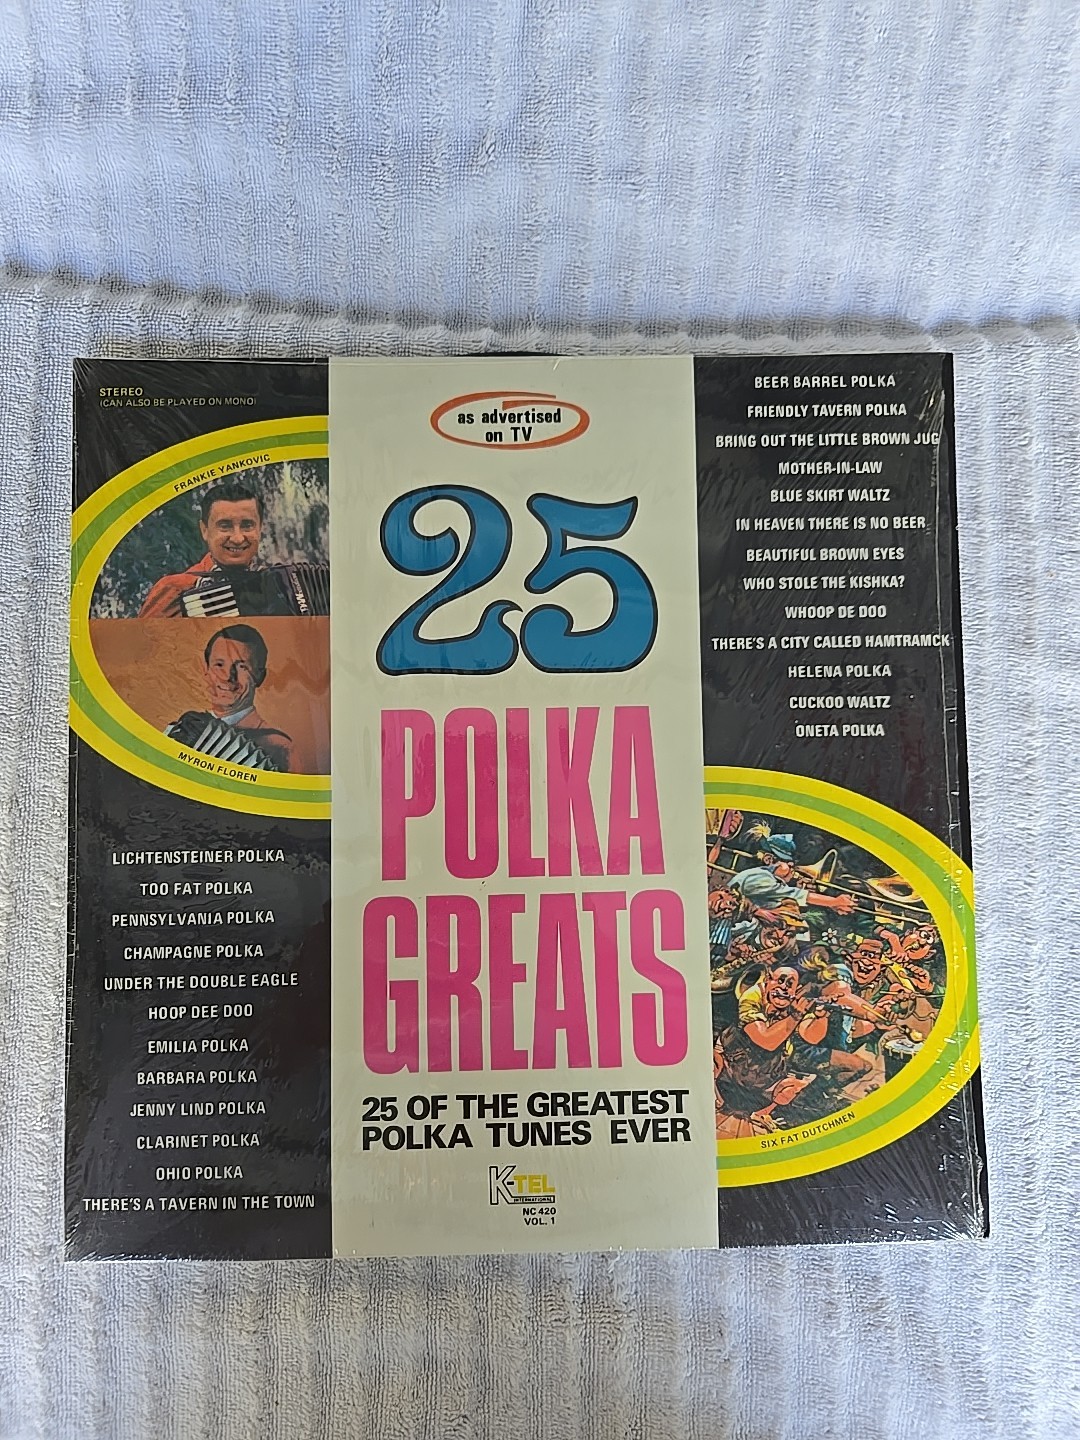 STEREO
(CAN ALSO BE PLAYED ON MONO)
FRANKIE YANKOVIC
MYRON FLOREN
LICHTENSTEINER POLKA
TOO FAT POLKA
PENNSYLVANIA POLKA
CHAMPAGNE POLKA
UNDER THE DOUBLE EAGLE
HOOP DEE DOO
EMILIA POLKA
BARBARA POLKA
JENNY LIND POLKA
CLARINET POLKA
OHIO POLKA
THERE'S A TAVERN IN THE TOWN
as advertised
on TV
25
POLKA
GREATS
25 OF THE GREATEST
POLKA TUNES EVER
K-TEL
INTERNATIONAL
NC 420
VOL. 1
BEER BARREL POLKA
FRIENDLY TAVERN POLKA
BRING OUT THE LITTLE BROWN JUG
MOTHER-IN-LAW
BLUE SKIRT WALTZ
IN HEAVEN THERE IS NO BEER
BEAUTIFUL BROWN EYES
WHO STOLE THE KISHKA?
WHOOP DE DOO
THERE'S A CITY CALLED HAMTRAMCK
HELENA POLKA
CUCKOO WALTZ
ONETA POLKA
SIX FAT DUTCHMEN